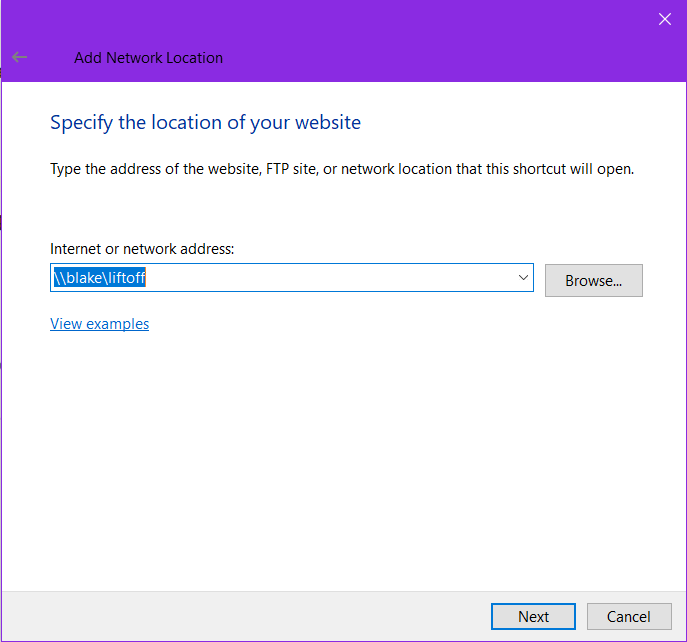 Add Network Location
Specify the location of your website
Type the address of the website, FTP site, or network location that this shortcut will open.
Internet or network address:
\\blake\liftoff
Browse...
View examples
Next
Cancel